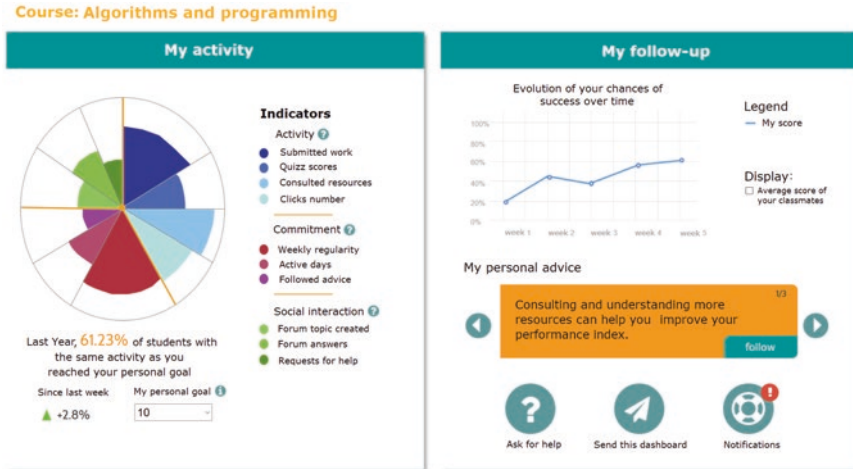 Course: Algorithms and programming
My activity
Indicators
Activity ?
Submitted work
Quizz scores
Consulted resources
Clicks number
Commitment ?
Weekly regularity
Active days
Followed advice
Social interaction ?
Forum topic created
Forum answers
Requests for help
Last Year, 61.23% of students with
the same activity as you
reached your personal goal
Since last week
+2.8%
My personal goal i
10
My follow-up
Evolution of your chances of
success over time
100%
80%
60%
40%
20%
0%
week 1 week 2 week 3 week 4 week 5
Legend
My score
Display:
Average score of
your classmates
My personal advice
1/3
Consulting and understanding more
resources can help you improve your
performance index.
follow
?
Ask for help
Send this dashboard
!
Notifications